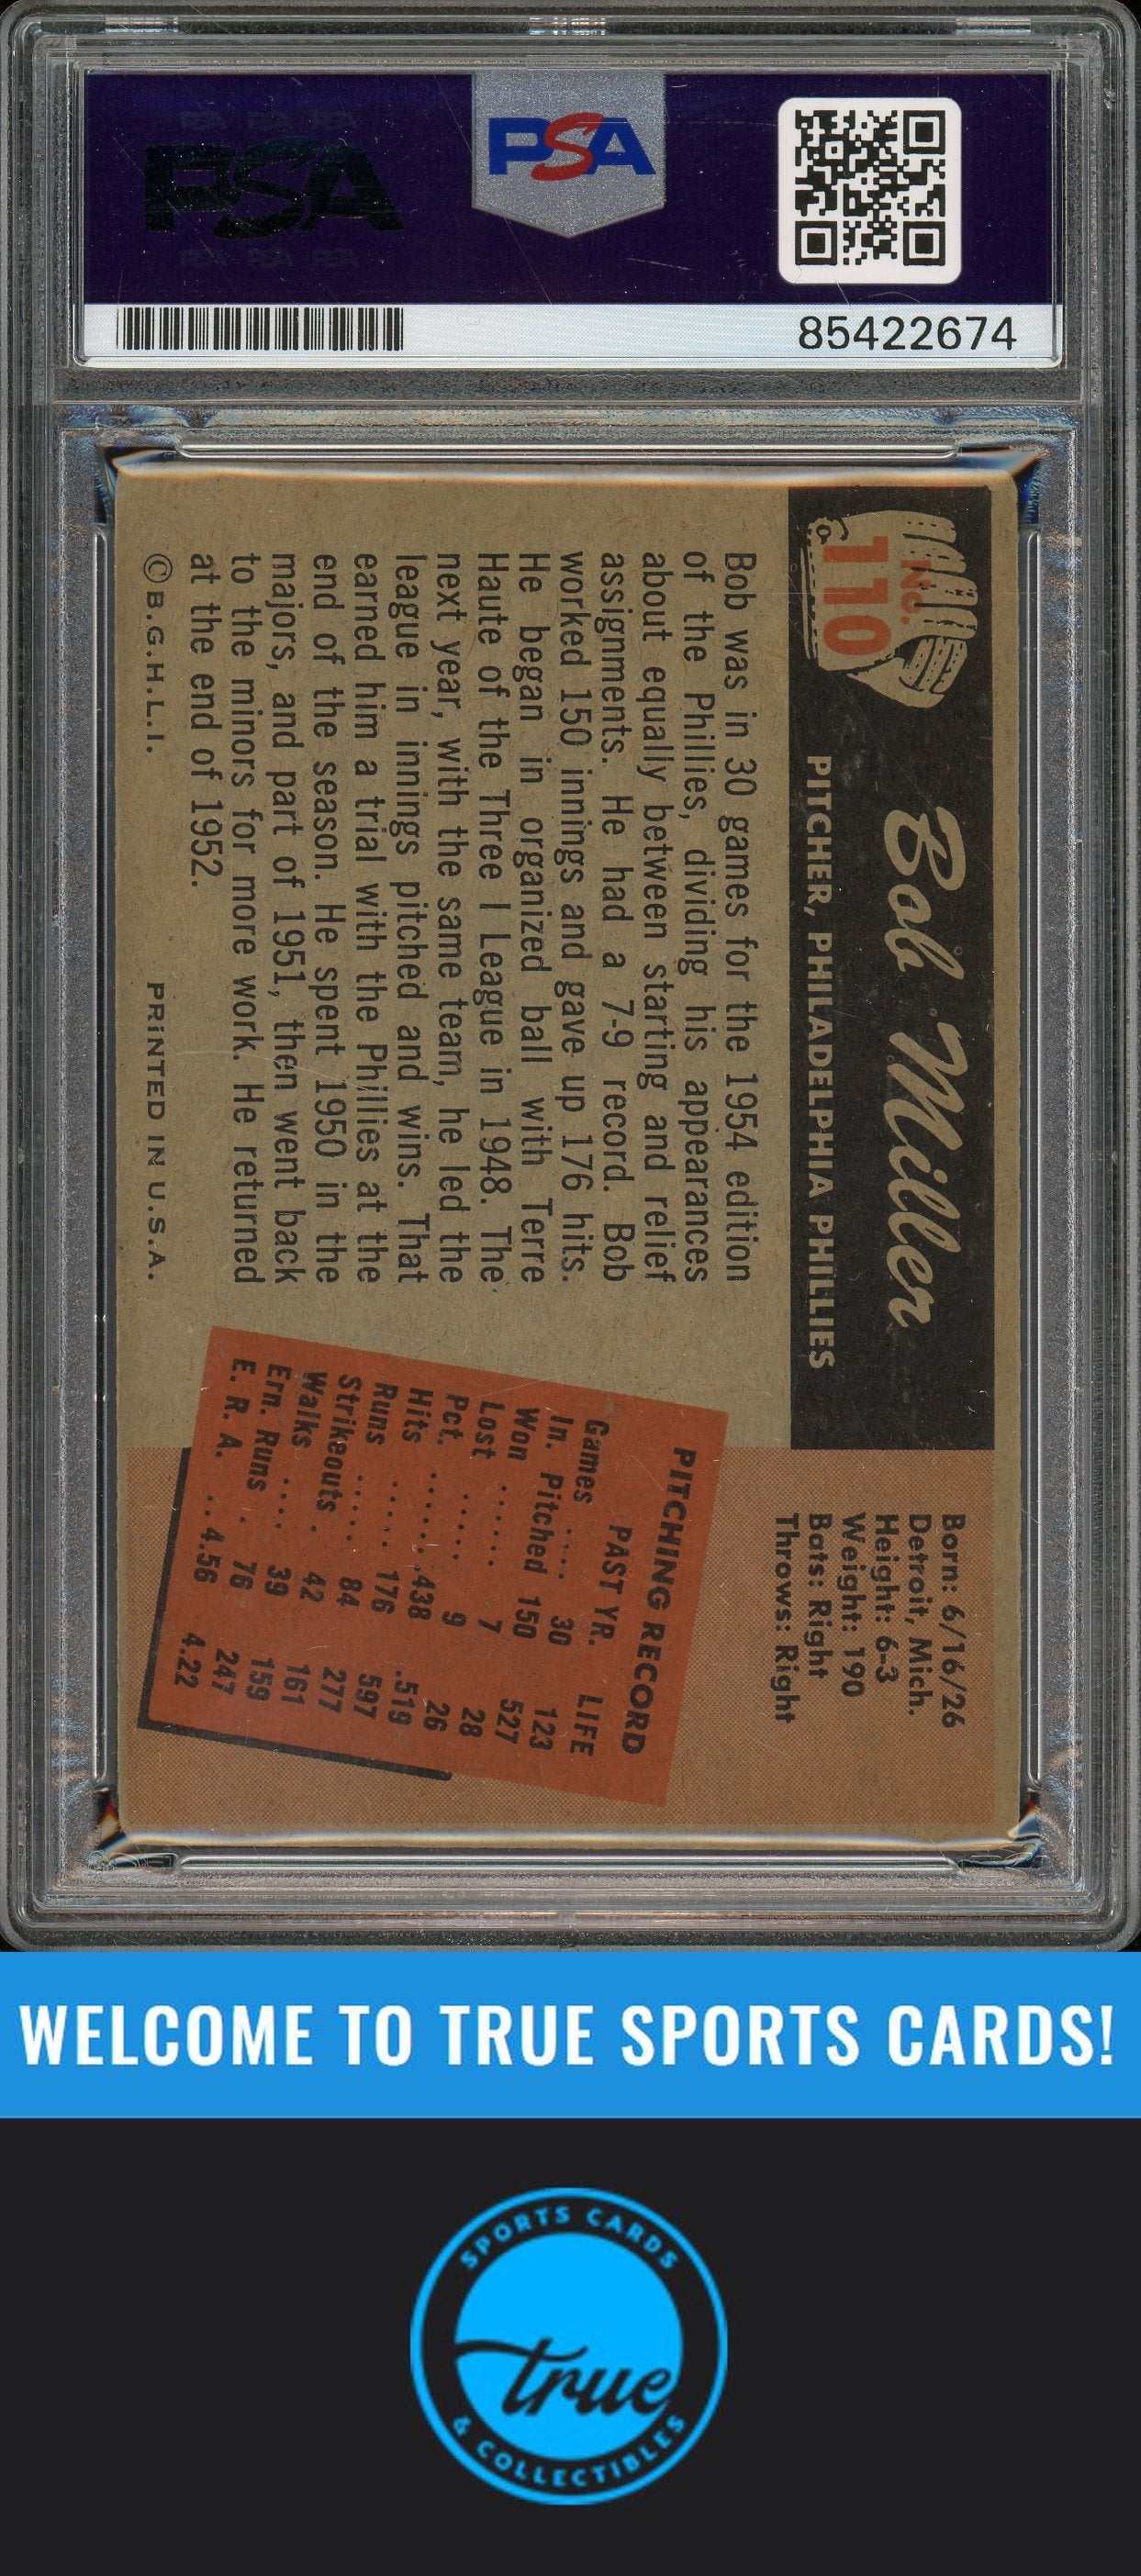 PSA
PSA
85422674
No.
110
Bob Miller
PITCHER, PHILADELPHIA PHILLIES
Born: 6/16/26
Detroit, Mich.
Height: 6-3
Weight: 190
Bats: Right
Throws: Right
Bob was in 30 games for the 1954 edition
of the Phillies, dividing his appearances
about equally between starting and relief
assignments. He had a 7-9 record. Bob
worked 150 innings and gave up 176 hits.
He began in organized ball with Terre
Haute of the Three I League in 1948. The
next year, with the same team, he led the
league in innings pitched and wins. That
earned him a trial with the Phillies at the
end of the season. He spent 1950 in the
majors, and part of 1951, then went back
to the minors for more work. He returned
at the end of 1952.
© B.G.H.L.I.
PRINTED IN U.S.A.
PITCHING RECORD
PAST YR. LIFE
Games ..... 30 123
In. Pitched 150 527
Won ...... 7 28
Lost ..... 9 26
Pct. ...... .438 .519
Hits ..... 176 597
Runs ..... 84 277
Strikeouts . 42 161
Walks .... 39 159
Ern. Runs . 76 247
E. R. A. .. 4.56 4.22
WELCOME TO TRUE SPORTS CARDS!
SPORTS CARDS
true
& COLLECTIBLES